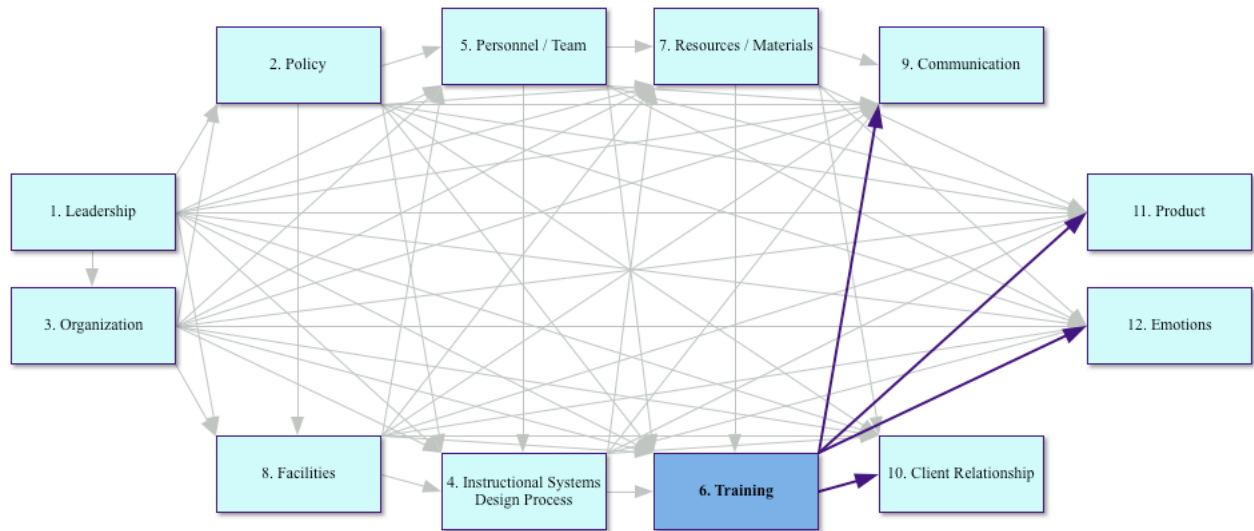 5. Personnel / Team
7. Resources / Materials
2. Policy
9. Communication
1. Leadership
11. Product
3. Organization
12. Emotions
8. Facilities
4. Instructional Systems
Design Process
6. Training
10. Client Relationship